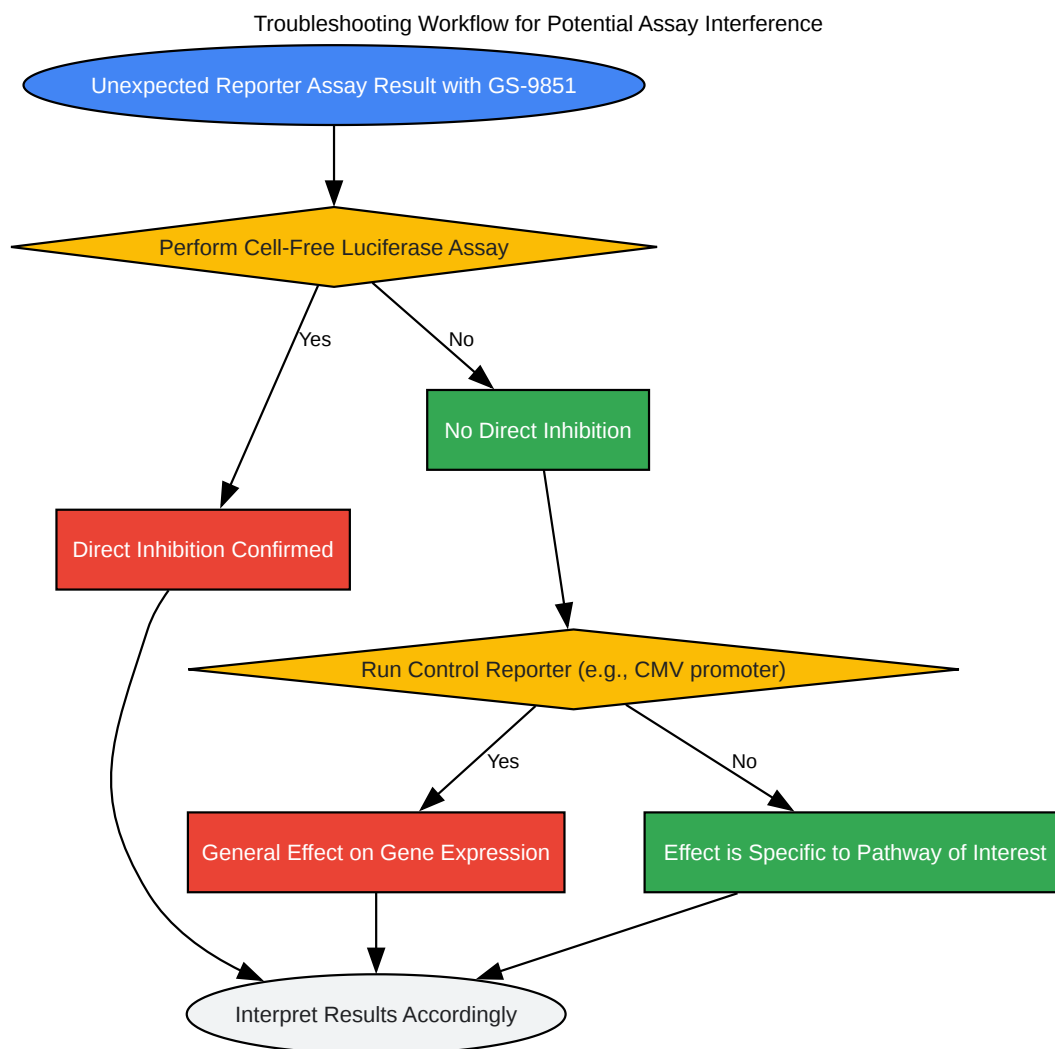 Troubleshooting Workflow for Potential Assay Interference
Unexpected Reporter Assay Result with GS-9851
Perform Cell-Free Luciferase Assay
Yes
No
No Direct Inhibition
Direct Inhibition Confirmed
Run Control Reporter (e.g., CMV promoter)
Yes
No
General Effect on Gene Expression
Effect is Specific to Pathway of Interest
Interpret Results Accordingly